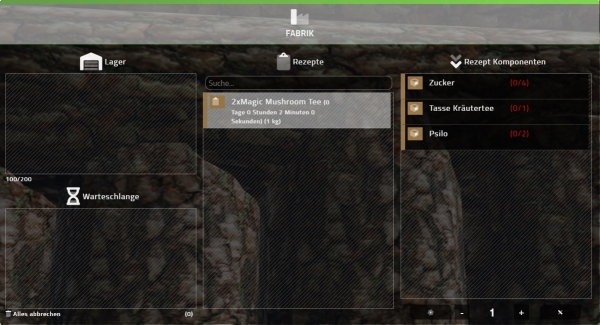 FABRIK
Lager
100/200
Warteschlange
Alles abbrechen (0)
Rezepte
Suche...
2xMagic Mushroom Tee (0
Tage 0 Stunden 2 Minuten 0
Sekunden) (1 kg)
Rezept Komponenten
Zucker (0/4)
Tasse Kräutertee (0/1)
Psilo (0/2)
- 1 +